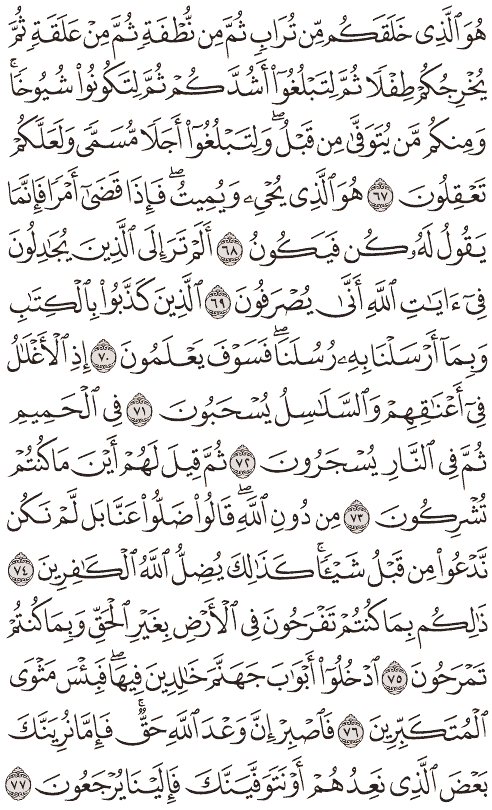 هُوَ ٱلَّذِى خَلَقَكُم مِّن تُرَابٍ ثُمَّ مِن نُّطْفَةٍ ثُمَّ مِنْ عَلَقَةٍ ثُمَّ
يُخْرِجُكُمْ طِفْلًا ثُمَّ لِتَبْلُغُوٓا۟ أَشُدَّكُمْ ثُمَّ لِتَكُونُوا۟ شُيُوخًا ۚ
وَمِنكُم مَّن يُتَوَفَّىٰ مِن قَبْلُ ۖ وَلِتَبْلُغُوٓا۟ أَجَلًا مُّسَمًّى وَلَعَلَّكُمْ
تَعْقِلُونَ ٦٧ هُوَ ٱلَّذِى يُحْىِۦ وَيُمِيتُ ۖ فَإِذَا قَضَىٰٓ أَمْرًا فَإِنَّمَا
يَقُولُ لَهُۥ كُن فَيَكُونُ ٦٨ أَلَمْ تَرَ إِلَى ٱلَّذِينَ يُجَـٰدِلُونَ
فِىٓ ءَايَـٰتِ ٱللَّهِ أَنَّىٰ يُصْرَفُونَ ٦٩ ٱلَّذِينَ كَذَّبُوا۟ بِٱلْكِتَـٰبِ
وَبِمَآ أَرْسَلْنَا بِهِۦ رُسُلَنَا ۖ فَسَوْفَ يَعْلَمُونَ ٧٠ إِذِ ٱلْأَغْلَـٰلُ
فِىٓ أَعْنَـٰقِهِمْ وَٱلسَّلَـٰسِلُ يُسْحَبُونَ ٧١ فِى ٱلْحَمِيمِ
ثُمَّ فِى ٱلنَّارِ يُسْجَرُونَ ٧٢ ثُمَّ قِيلَ لَهُمْ أَيْنَ مَا كُنتُمْ
تُشْرِكُونَ ٧٣ مِن دُونِ ٱللَّهِ ۖ قَالُوا۟ ضَلُّوا۟ عَنَّا بَل لَّمْ نَكُن
نَّدْعُوا۟ مِن قَبْلُ شَيْـًٔا ۚ كَذَٰلِكَ يُضِلُّ ٱللَّهُ ٱلْكَـٰفِرِينَ ٧٤
ذَٰلِكُم بِمَا كُنتُمْ تَفْرَحُونَ فِى ٱلْأَرْضِ بِغَيْرِ ٱلْحَقِّ وَبِمَا كُنتُمْ
تَمْرَحُونَ ٧٥ ٱدْخُلُوٓا۟ أَبْوَٰبَ جَهَنَّمَ خَـٰلِدِينَ فِيهَا ۖ فَبِئْسَ مَثْوَى
ٱلْمُتَكَبِّرِينَ ٧٦ فَٱصْبِرْ إِنَّ وَعْدَ ٱللَّهِ حَقٌّ ۚ فَإِمَّا نُرِيَنَّكَ
بَعْضَ ٱلَّذِى نَعِدُهُمْ أَوْ نَتَوَفَّيَنَّكَ فَإِلَيْنَا يُرْجَعُونَ ٧٧